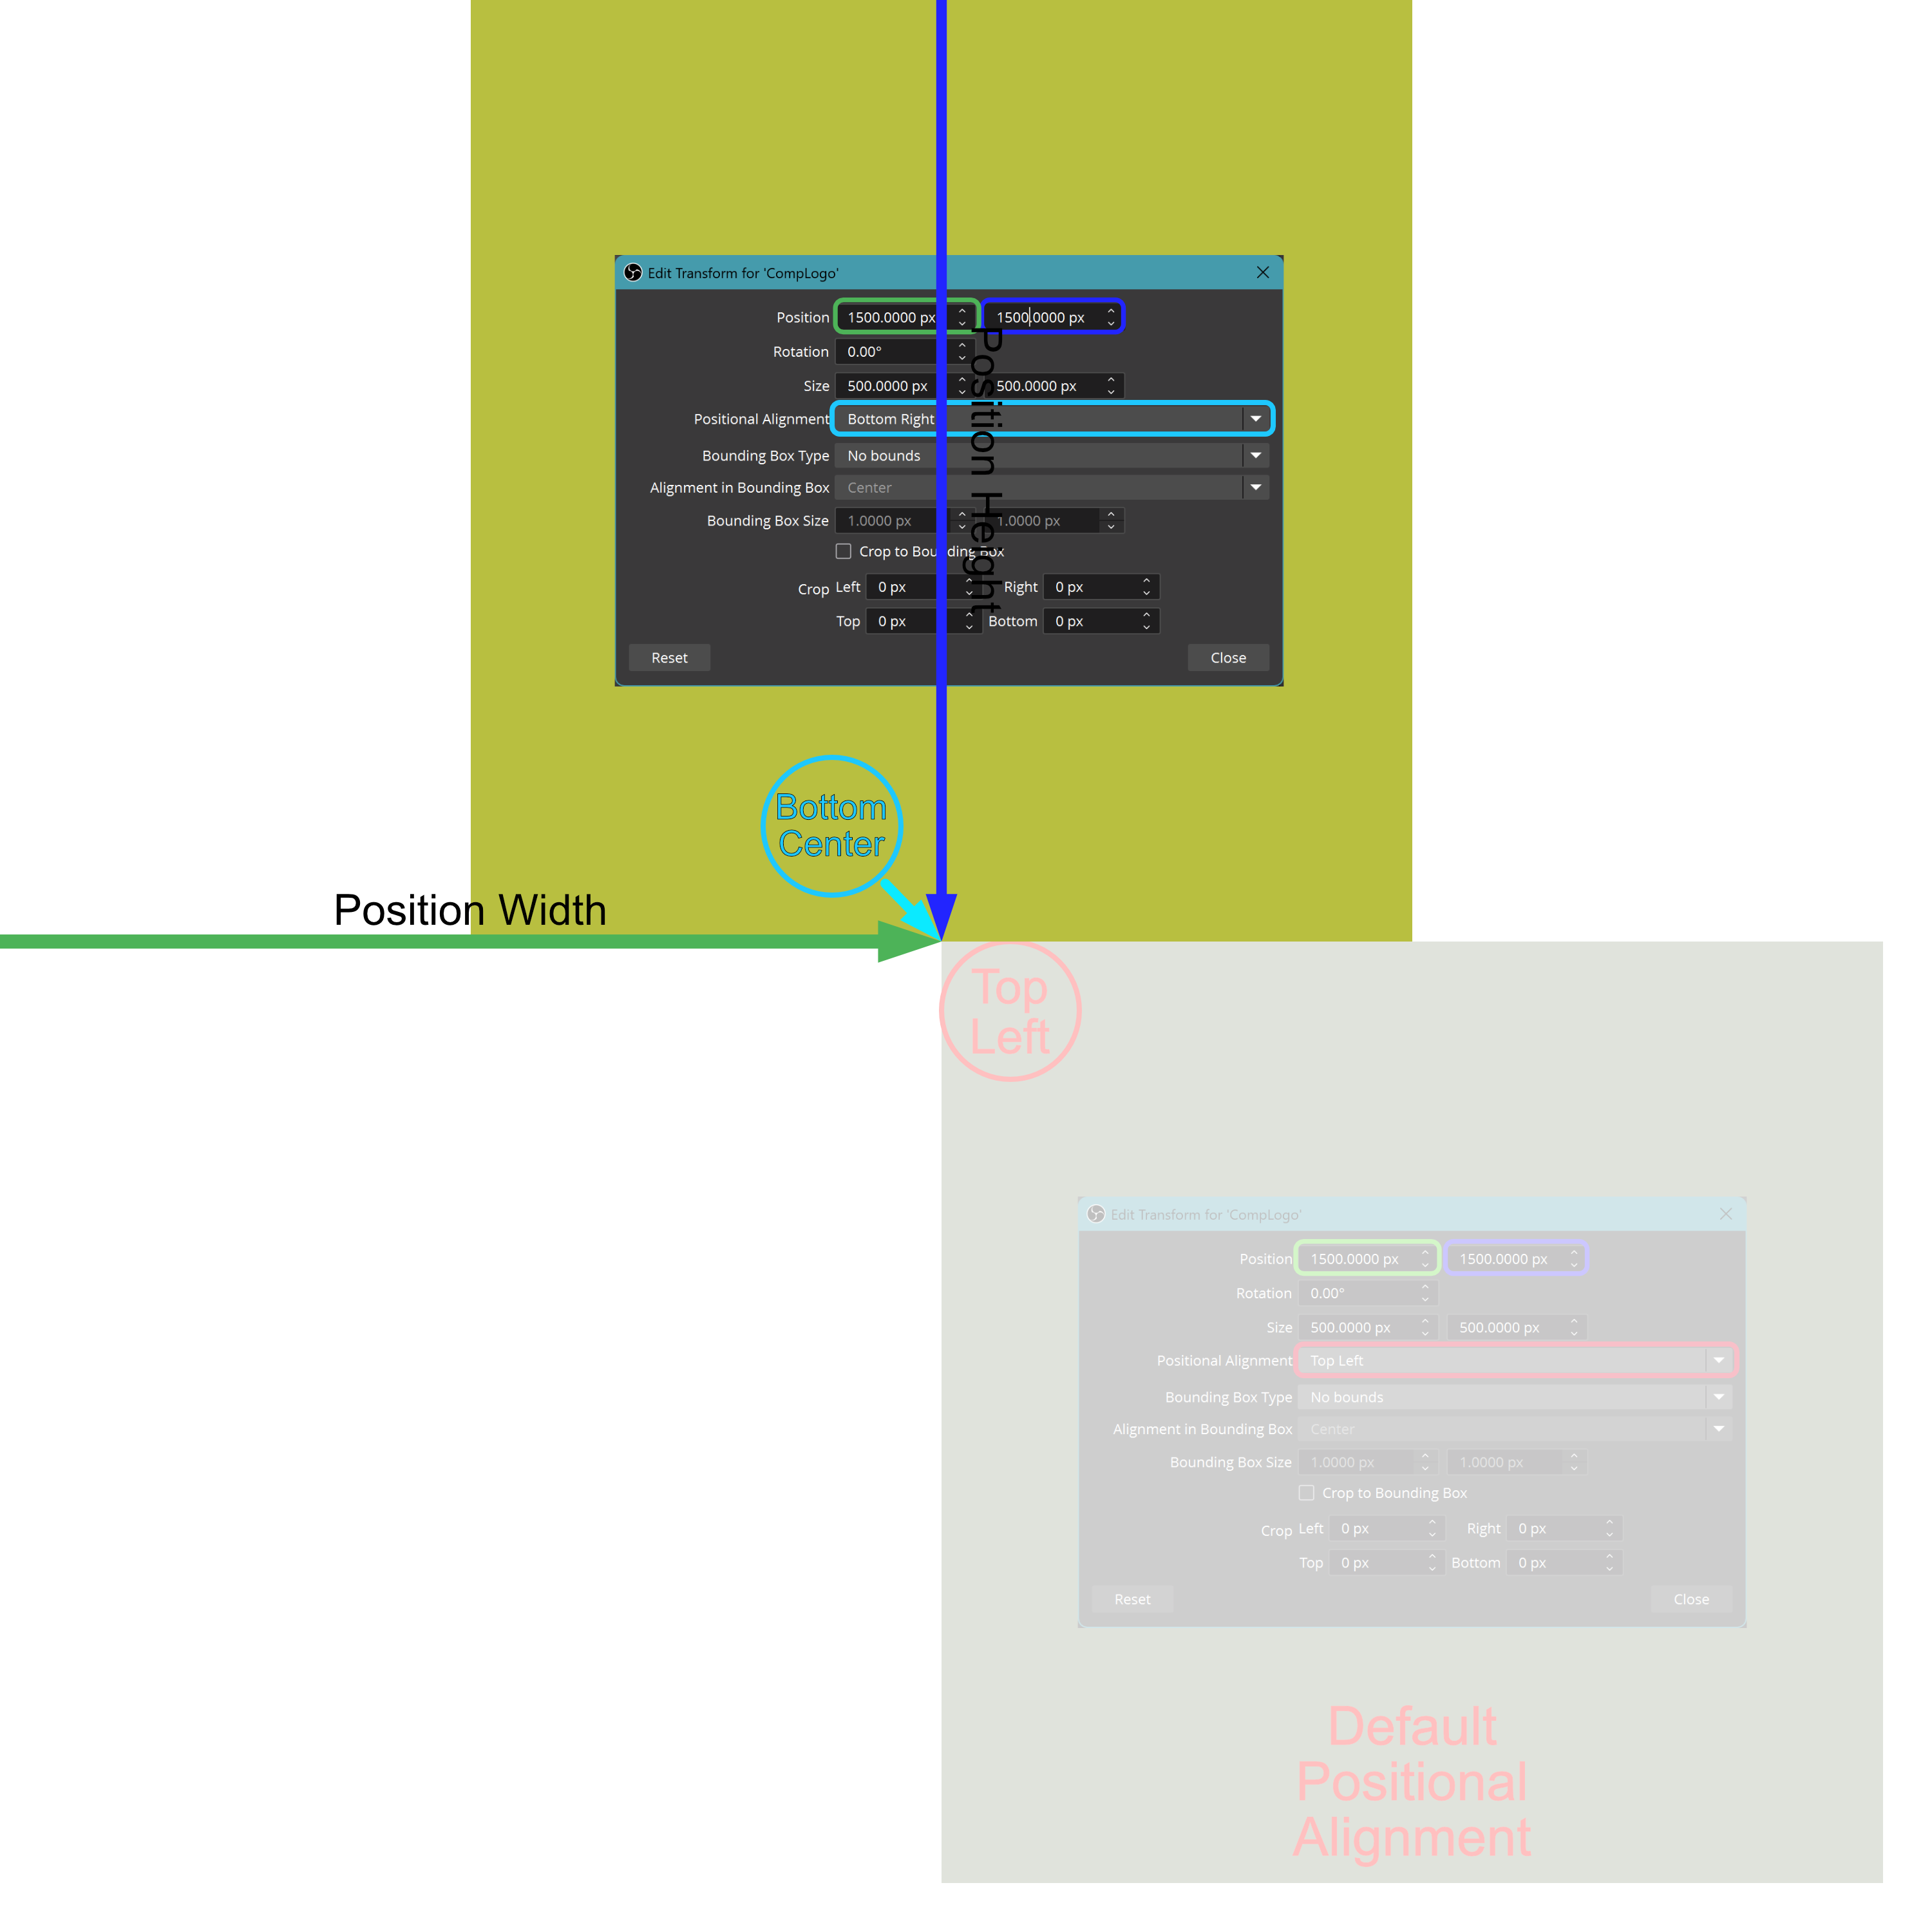 Edit Transform for 'CompLogo'
Position 1500.0000 px 1500.0000 px
Rotation 0.00°
Size 500.0000 px 500.0000 px
Positional Alignment Bottom Right
Bounding Box Type No bounds
Alignment in Bounding Box Center
Bounding Box Size 1.0000 px 1.0000 px
Crop to Bounding Box
Crop Left 0 px Right 0 px
Top 0 px Bottom 0 px
Reset Close
Position Height
Bottom
Center
Position Width
Top
Left
Edit Transform for 'CompLogo'
Position 1500.0000 px 1500.0000 px
Rotation 0.00°
Size 500.0000 px 500.0000 px
Positional Alignment Top Left
Bounding Box Type No bounds
Alignment in Bounding Box Center
Bounding Box Size 1.0000 px 1.0000 px
Crop to Bounding Box
Crop Left 0 px Right 0 px
Top 0 px Bottom 0 px
Reset Close
Default
Positional
Alignment